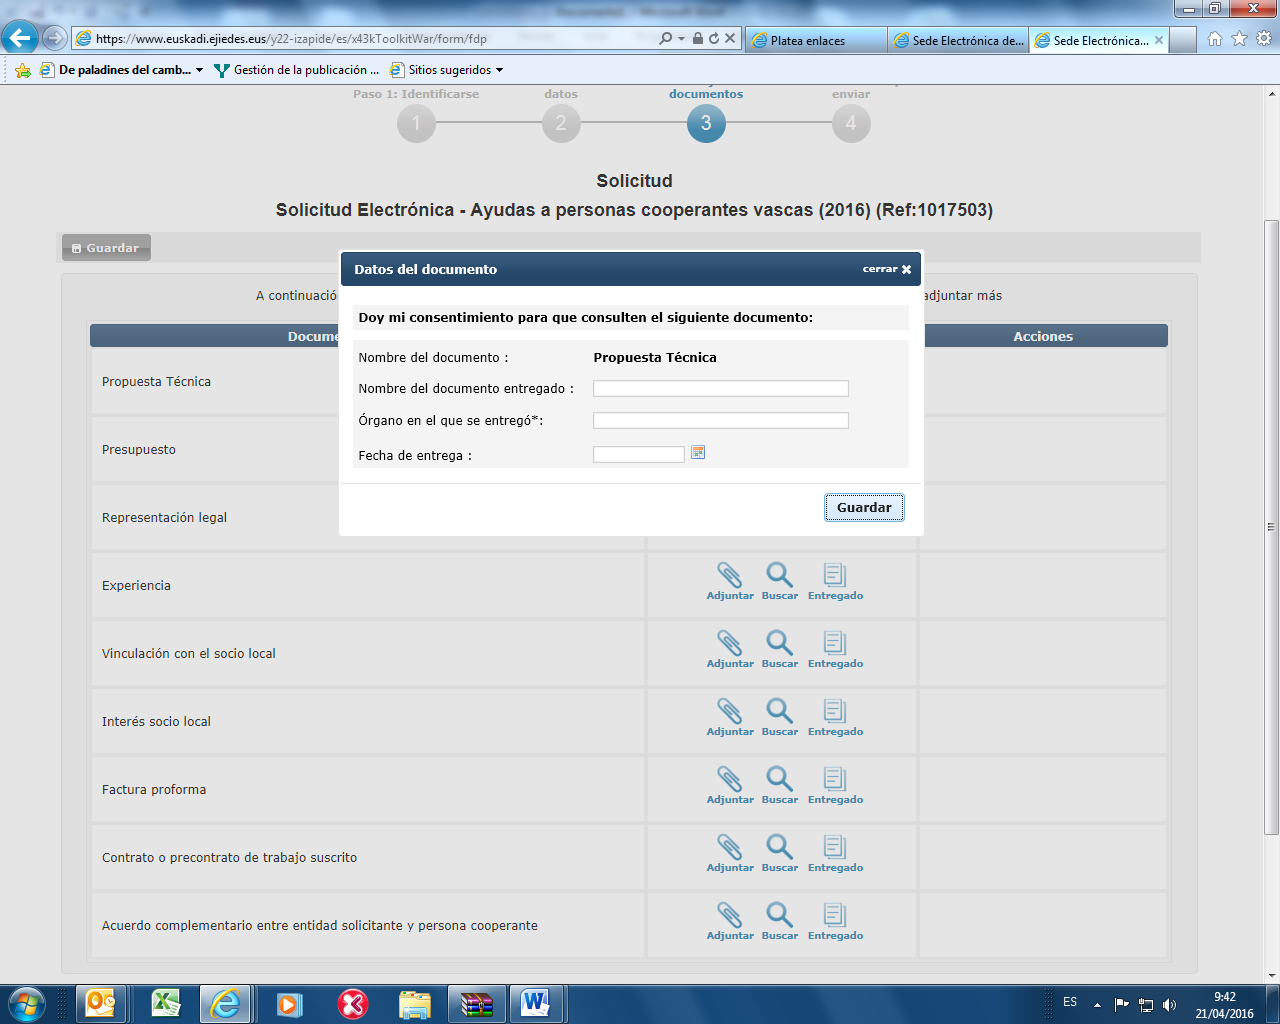 https://www.euskadi.ejiedes.eus/y22-izapide/es/x43kToolkitWar/form/fdp
Platea enlaces
Sede Electrónica de...
Sede Electrónica...
De paladines del camb...
Gestión de la publicación ...
Sitios sugeridos
Paso 1: Identificarse
datos
documentos
enviar
1
2
3
4
Solicitud
Solicitud Electrónica - Ayudas a personas cooperantes vascas (2016) (Ref:1017503)
Guardar
Datos del documento
cerrar
A continuació
adjuntar más
Doy mi consentimiento para que consulten el siguiente documento:
Docume
Acciones
Nombre del documento :
Propuesta Técnica
Nombre del documento entregado :
Órgano en el que se entregó*:
Fecha de entrega :
Guardar
Propuesta Técnica
Presupuesto
Representación legal
Experiencia
Adjuntar Buscar Entregado
Vinculación con el socio local
Adjuntar Buscar Entregado
Interés socio local
Adjuntar Buscar Entregado
Factura proforma
Adjuntar Buscar Entregado
Contrato o precontrato de trabajo suscrito
Adjuntar Buscar Entregado
Acuerdo complementario entre entidad solicitante y persona cooperante
Adjuntar Buscar Entregado
ES
9:42
21/04/2016